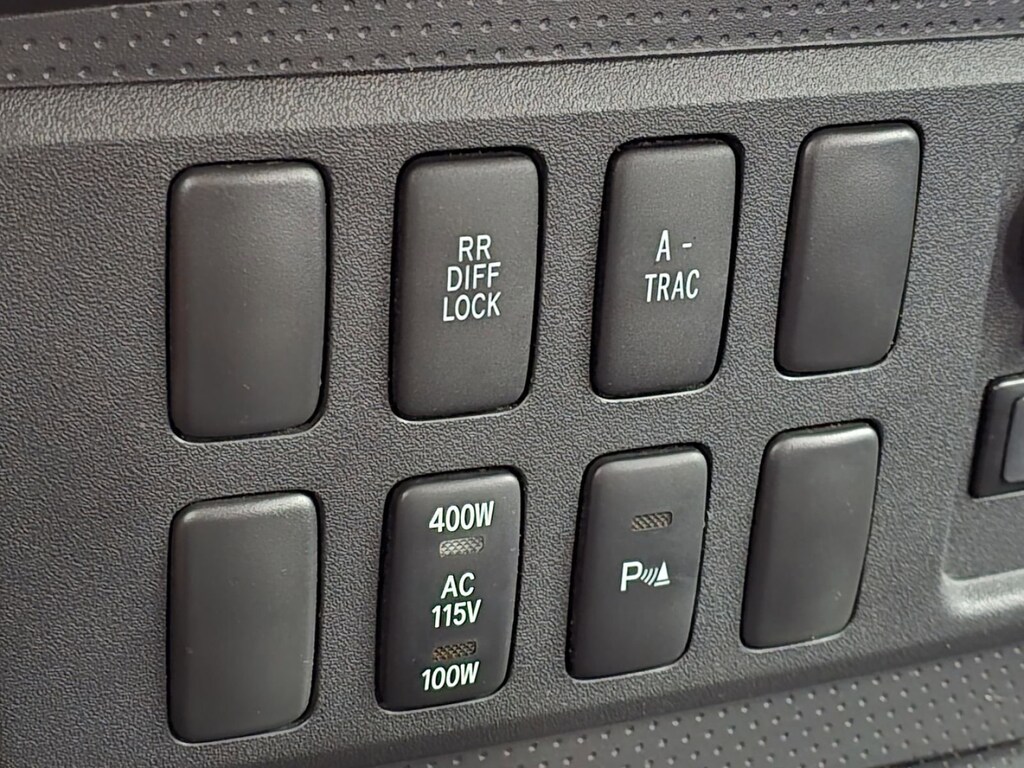 RR
DIFF
LOCK
A -
TRAC
400W
AC
115V
100W
P